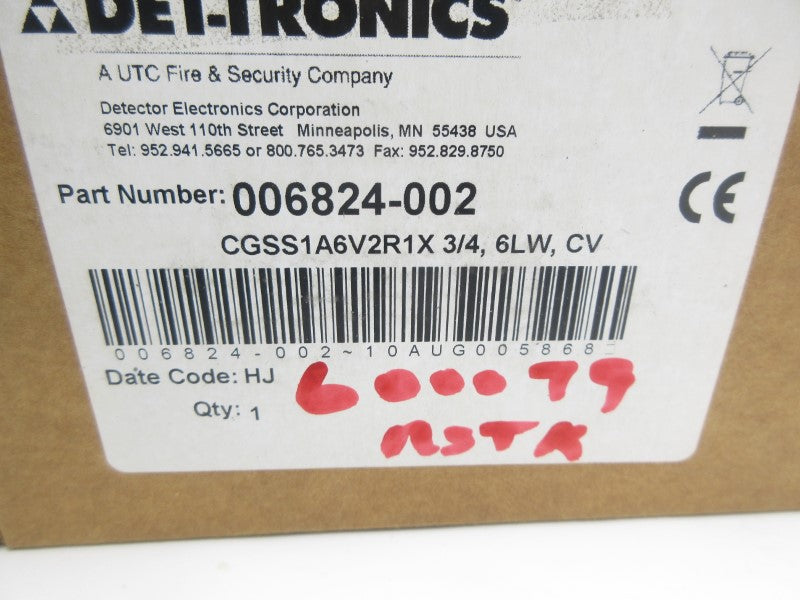 DET-TRONICS
A UTC Fire & Security Company
Detector Electronics Corporation
6901 West 110th Street Minneapolis, MN 55438 USA
Tel: 952.941.5665 or 800.765.3473 Fax: 952.829.8750
Part Number: 006824-002
CE
CGSS1A6V2R1X 3/4, 6LW, CV
006824-002~10AUG005868
Date Code: HJ
Qty: 1
600079